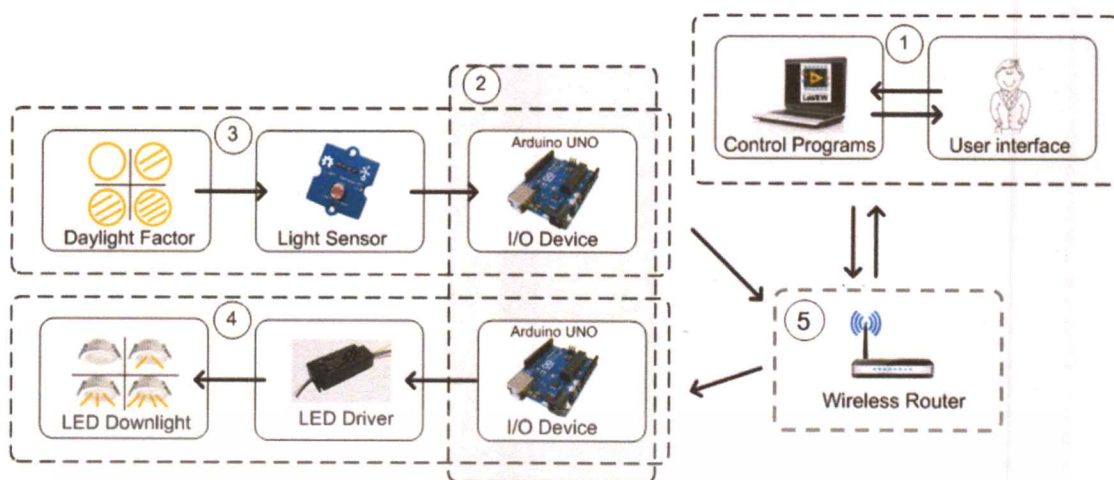 1
LabVIEW
Control Programs
User interface
2
3
Daylight Factor
Light Sensor
Arduino UNO
I/O Device
4
LED Downlight
LED Driver
Arduino UNO
I/O Device
5
Wireless Router